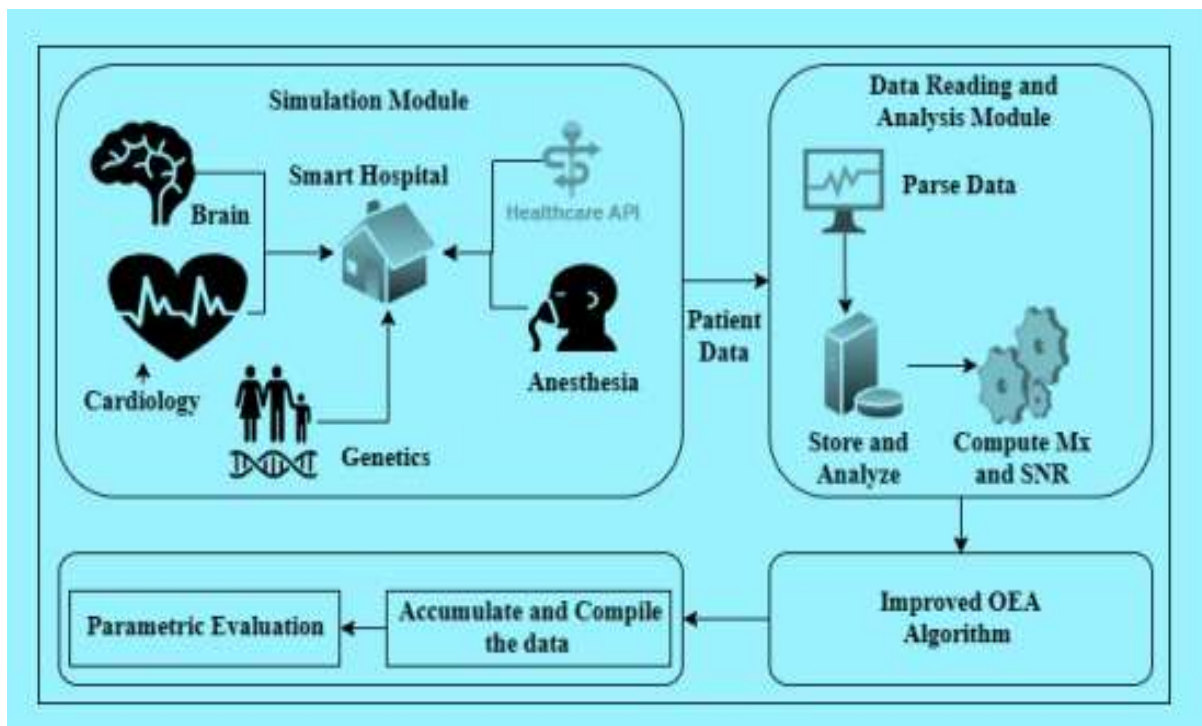 Simulation Module
Smart Hospital
Brain
Healthcare API
Cardiology
Anesthesia
Genetics
Patient
Data
Data Reading and
Analysis Module
Parse Data
Store and
Analyze
Compute Mx
and SNR
Improved OEA
Algorithm
Accumulate and Compile
the data
Parametric Evaluation